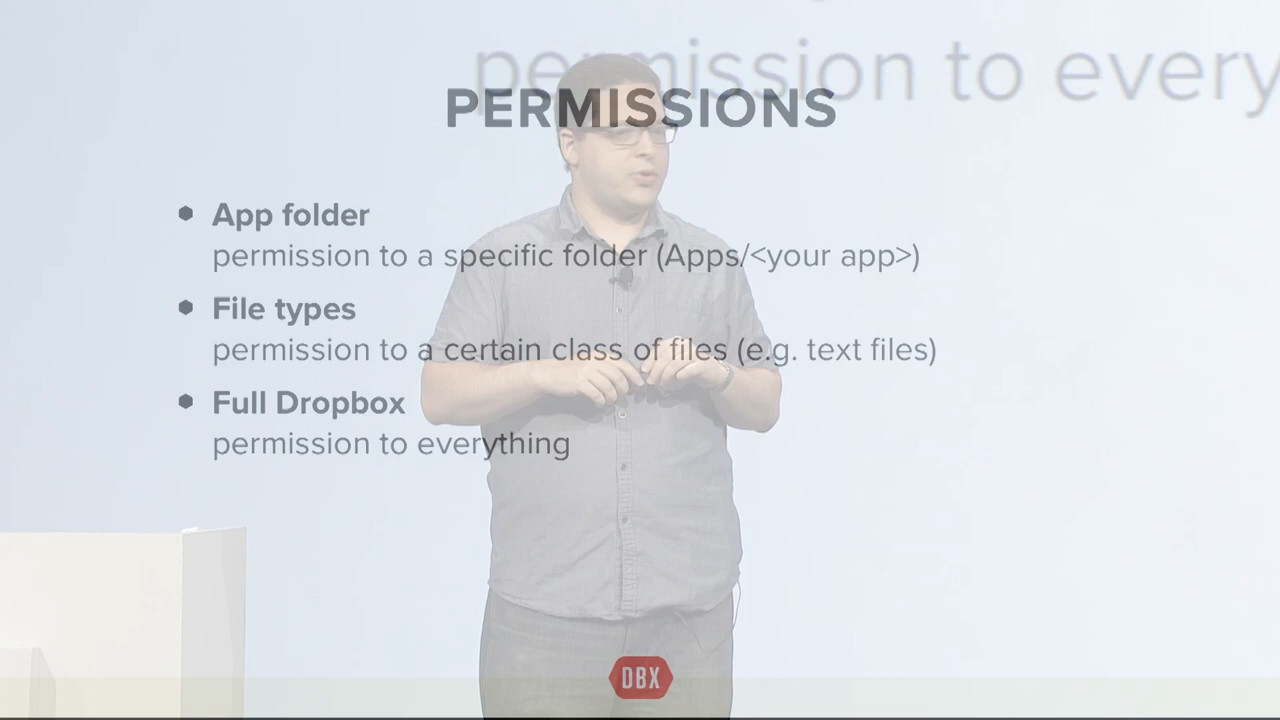 permission to every
PERMISSIONS
App folder
permission to a specific folder (Apps/<your app>)
File types
permission to a certain class of files (e.g. text files)
Full Dropbox
permission to everything
DBX